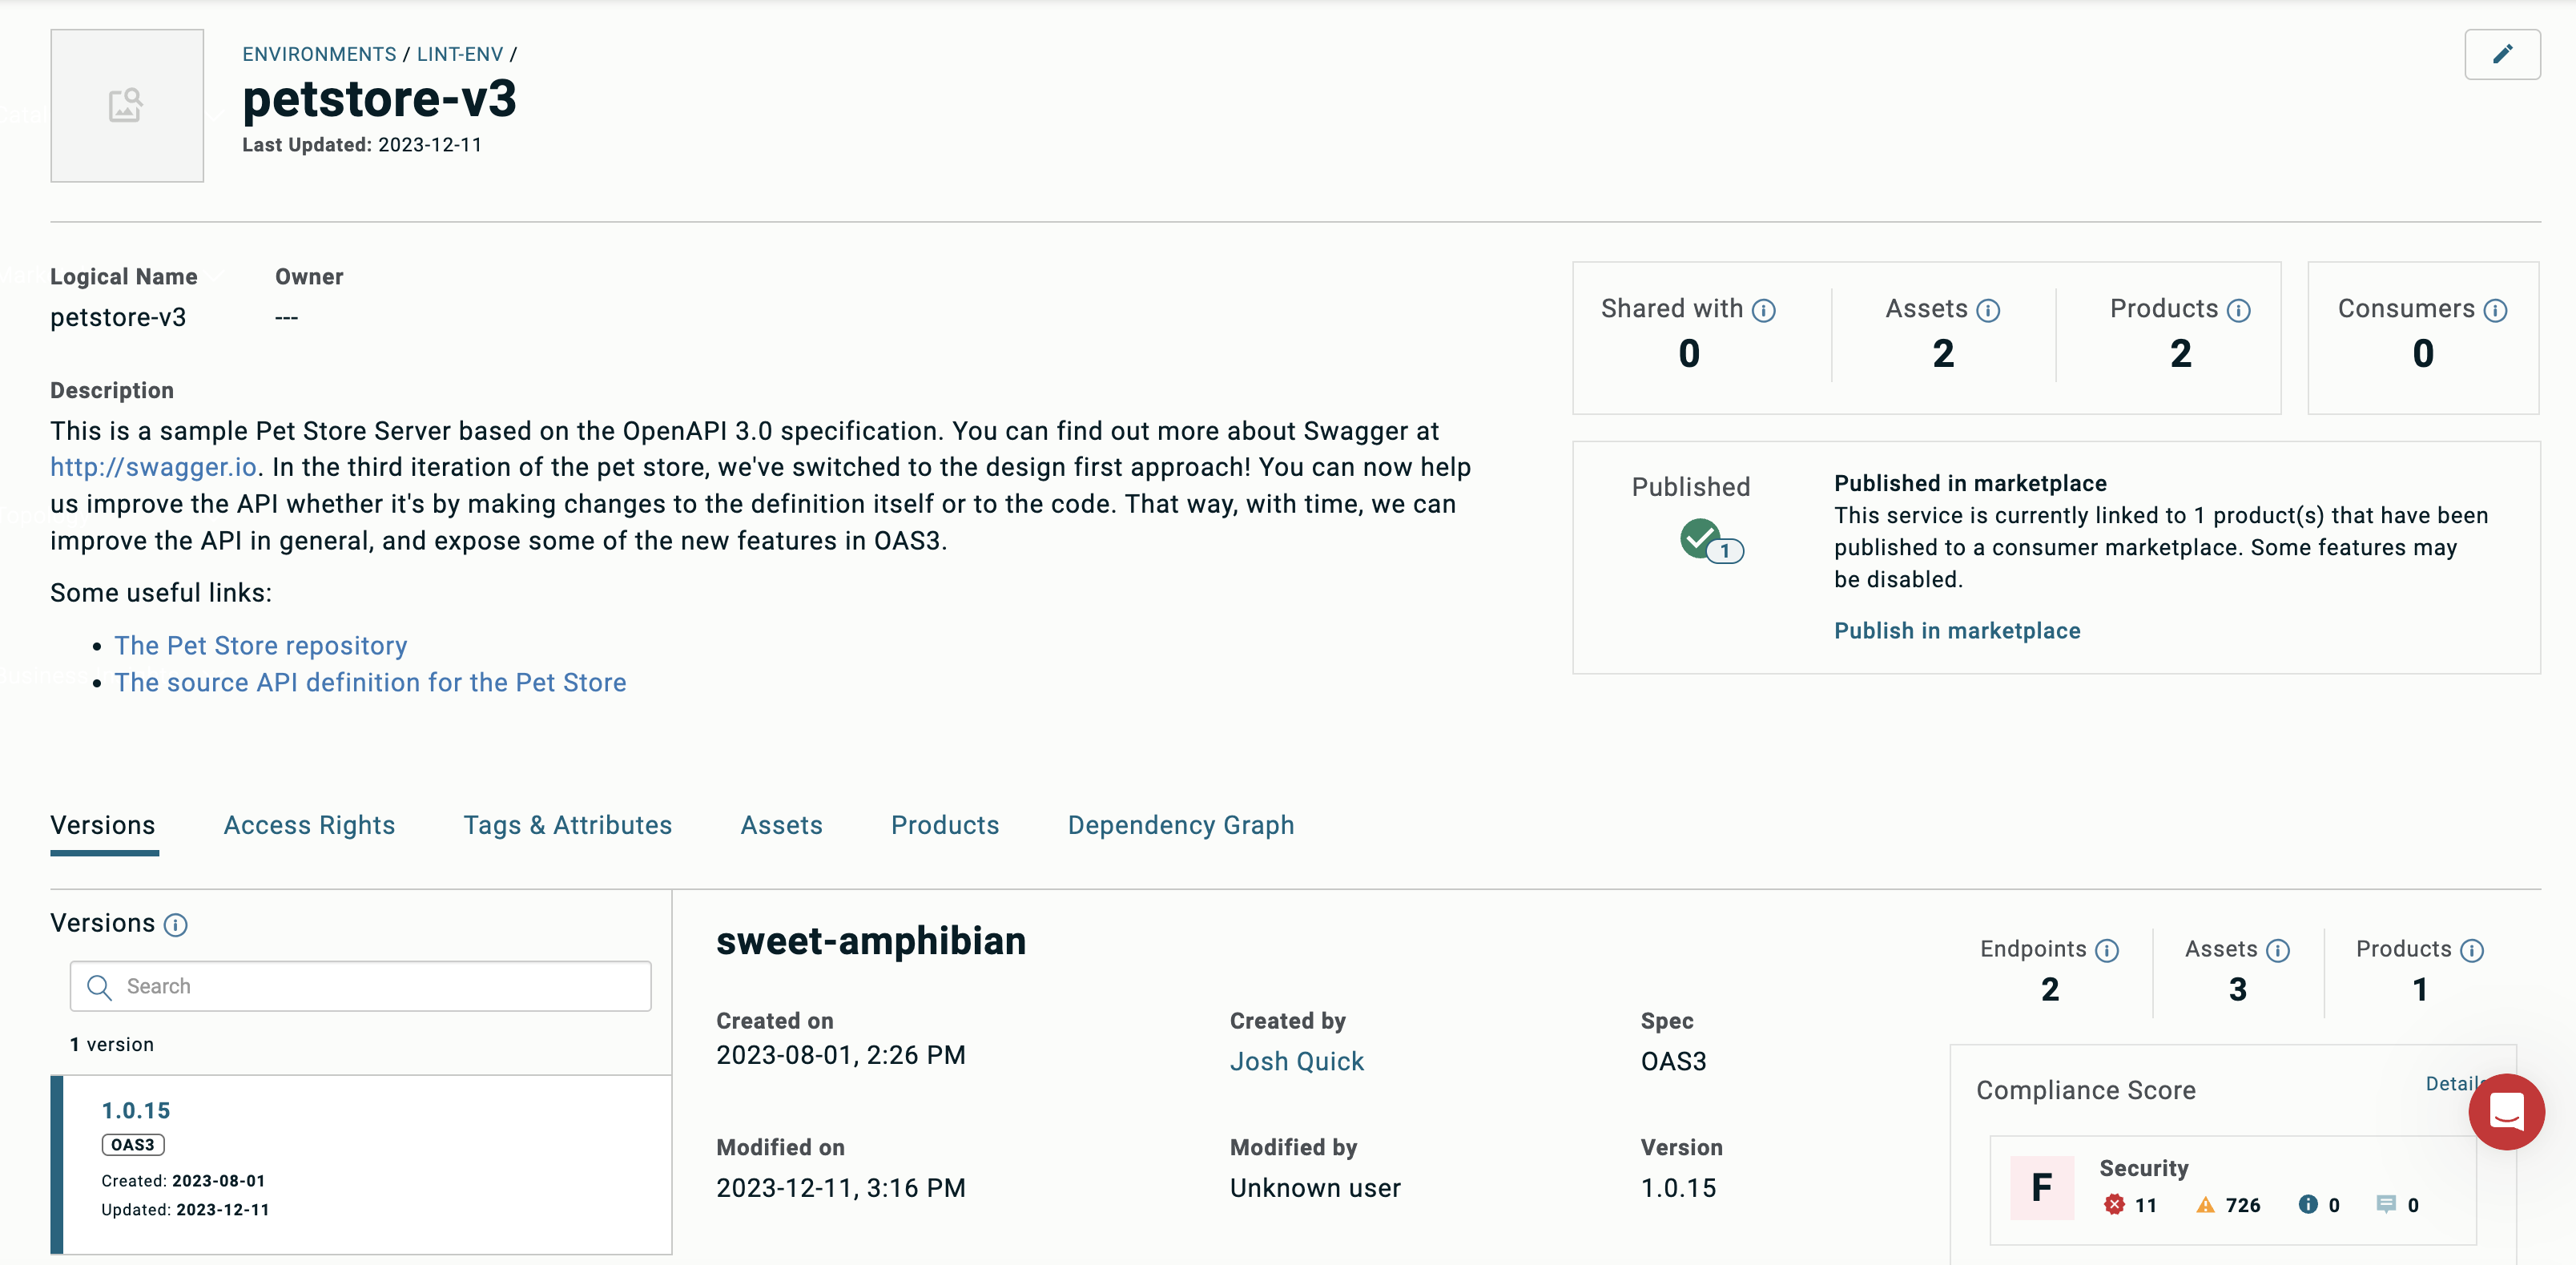 ENVIRONMENTS / LINT-ENV /
petstore-v3
Last Updated: 2023-12-11
Logical Name
Owner
petstore-v3
---
Description
This is a sample Pet Store Server based on the OpenAPI 3.0 specification. You can find out more about Swagger at
http://swagger.io. In the third iteration of the pet store, we've switched to the design first approach! You can now help
us improve the API whether it's by making changes to the definition itself or to the code. That way, with time, we can
improve the API in general, and expose some of the new features in OAS3.
Some useful links:
• The Pet Store repository
• The source API definition for the Pet Store
Shared with
0
Assets
2
Products
2
Consumers
0
Published
1
Published in marketplace
This service is currently linked to 1 product(s) that have been
published to a consumer marketplace. Some features may
be disabled.
Publish in marketplace
Versions
Access Rights
Tags & Attributes
Assets
Products
Dependency Graph
Versions
Search
1 version
1.0.15
OAS3
Created: 2023-08-01
Updated: 2023-12-11
sweet-amphibian
Created on
2023-08-01, 2:26 PM
Created by
Josh Quick
Spec
OAS3
Modified on
2023-12-11, 3:16 PM
Modified by
Unknown user
Version
1.0.15
Endpoints
2
Assets
3
Products
1
Compliance Score
Details
F
Security
11
726
0
0